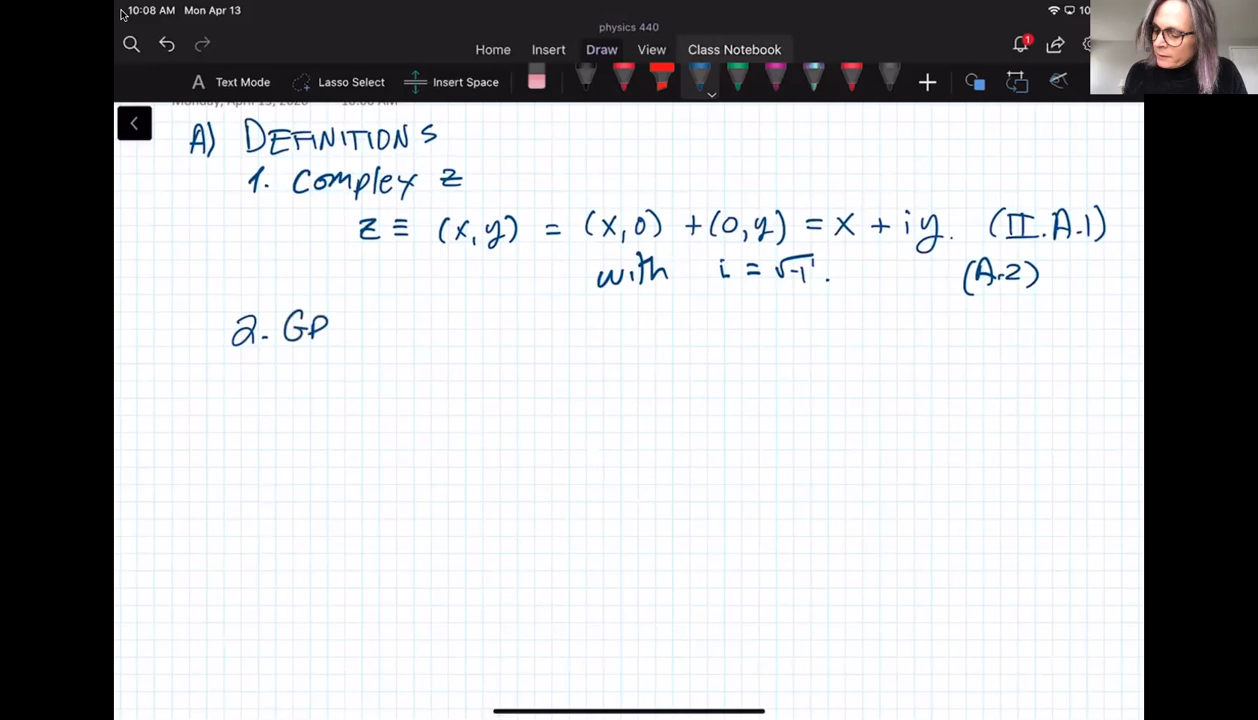 10:08 AM Mon Apr 13
physics 440
Home Insert Draw View Class Notebook
1
Text Mode Lasso Select Insert Space
A) DEFINITIONS
1. Complex z
z ≡ (x,y) = (x,0) + (0,y) = x + iy. (II.A.1)
with i = √-1. (A.2)
2. GP